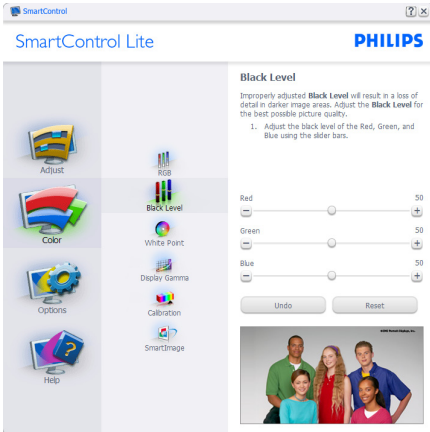 SmartControl
SmartControl Lite
PHILIPS
Adjust
Color
Options
Help
RGB
Black Level
White Point
Display Gamma
Calibration
SmartImage
Black Level
Improperly adjusted Black Level will result in a loss of
detail in darker image areas. Adjust the Black Level for
the best possible picture quality.
1. Adjust the black level of the Red, Green, and
Blue using the slider bars.
Red 50
Green 50
Blue 50
Undo Reset